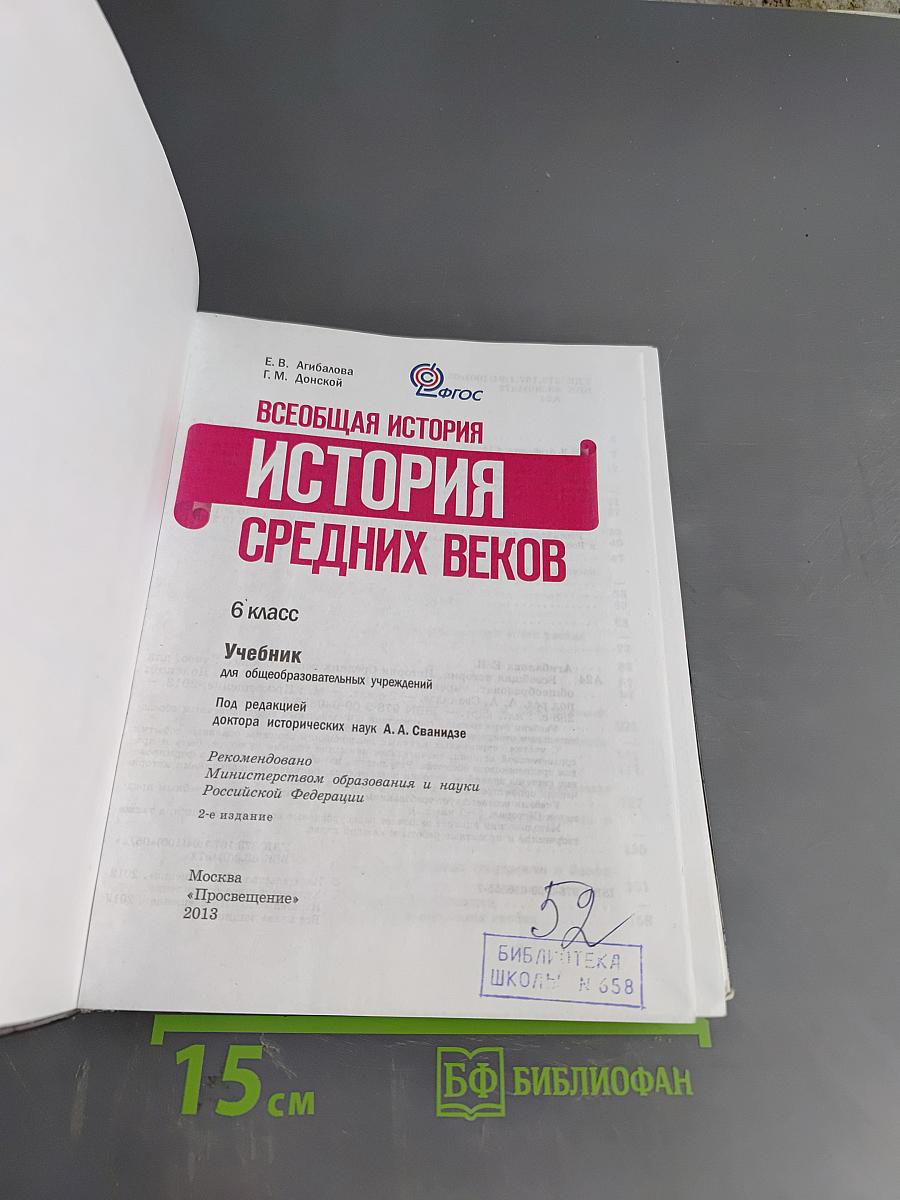 Е. В. Агибалова
Г. М. Донской
ФГОС
ВСЕОБЩАЯ ИСТОРИЯ
ИСТОРИЯ
СРЕДНИХ ВЕКОВ
6 класс
Учебник
для общеобразовательных учреждений
Под редакцией
доктора исторических наук А. А. Сванидзе
Рекомендовано
Министерством образования и науки
Российской Федерации
2-е издание
Москва
«Просвещение»
2013
52
БИБЛИОТЕКА
ШКОЛЫ N 658
15 см
БФ БИБЛИОФАН